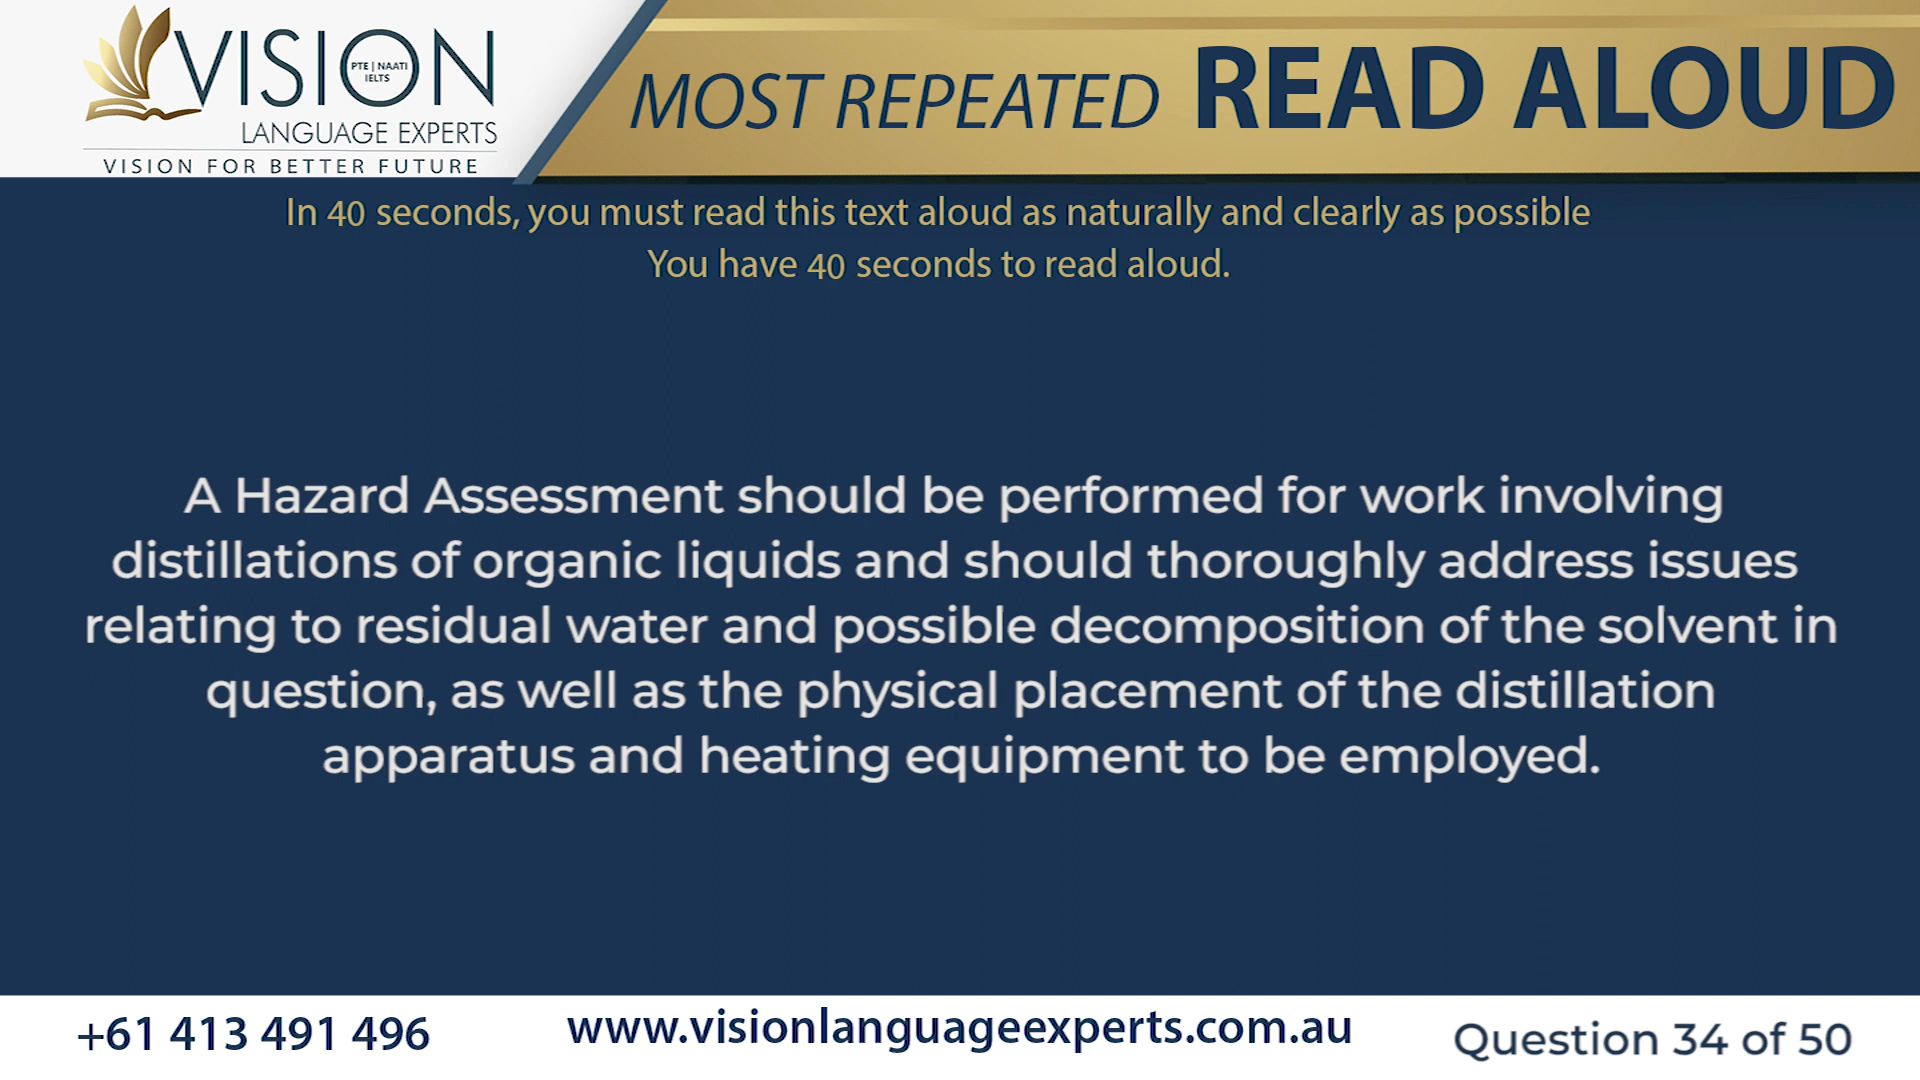 VISION
PTE | NAATI
IELTS
LANGUAGE EXPERTS
VISION FOR BETTER FUTURE
MOST REPEATED READ ALOUD
In 40 seconds, you must read this text aloud as naturally and clearly as possible
You have 40 seconds to read aloud.
A Hazard Assessment should be performed for work involving
distillations of organic liquids and should thoroughly address issues
relating to residual water and possible decomposition of the solvent in
question, as well as the physical placement of the distillation
apparatus and heating equipment to be employed.
+61 413 491 496
www.visionlanguageexperts.com.au
Question 34 of 50